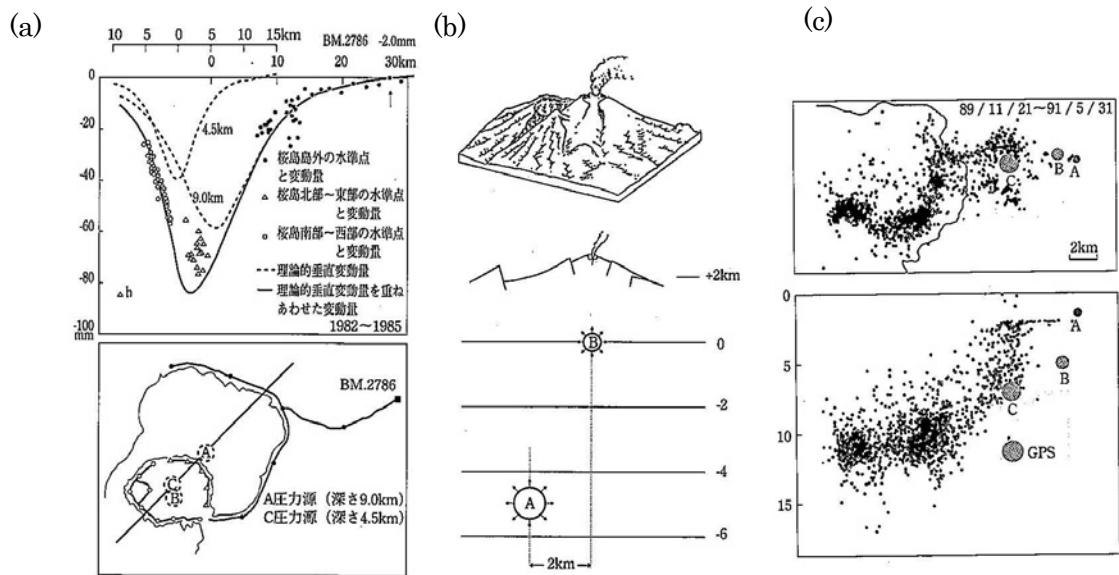 (a)
10 5 0 5 10 15km
BM.2786 -2.0mm
0 10 20 30km
0
-20
-40
-60
-80
-100
mm
4.5km
9.0km
桜島島外の水準点
と変動量
桜島北部〜東部の水準点
と変動量
桜島南部〜西部の水準点
と変動量
理論的垂直変動量
理論的垂直変動量を重ね
あわせた変動量
h
1982〜1985
BM.2786
A
C
B
A圧力源(深さ9.0km)
C圧力源(深さ4.5km)
(b)
+2km
B
0
-2
-4
A
-6
2km
(c)
89/11/21〜91/5/31
B
A
C
2km
0
5
10
15
A
B
C
GPS